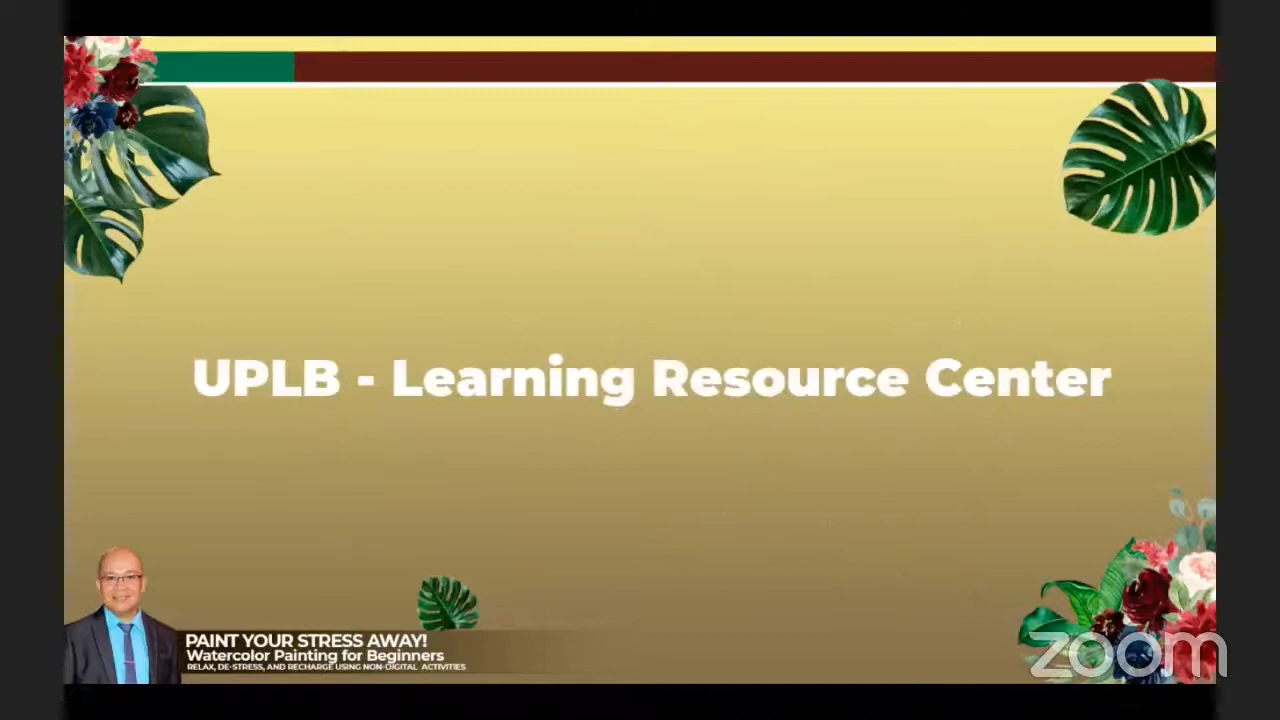 UPLB - Learning Resource Center
PAINT YOUR STRESS AWAY!
Watercolor Painting for Beginners
RELAX, DE-STRESS, AND RECHARGE USING NON-DIGITAL ACTIVITIES
zoom